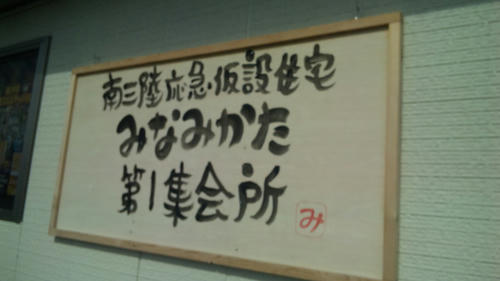 南三陸応急仮設住宅
みなみかた
第1集会所
み